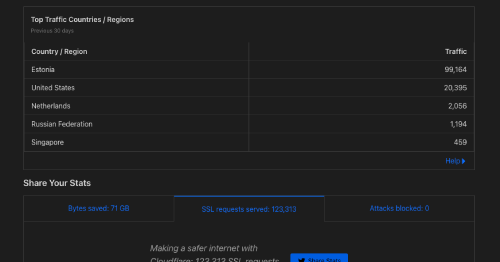 Top Traffic Countries / Regions
Previous 30 days
Country / Region Traffic
Estonia 99,164
United States 20,395
Netherlands 2,056
Russian Federation 1,194
Singapore 459
Help
Share Your Stats
Bytes saved: 71 GB SSL requests served: 123,313 Attacks blocked: 0
Making a safer internet with
Cloudflare: 123,313 SSL requests Share Stats